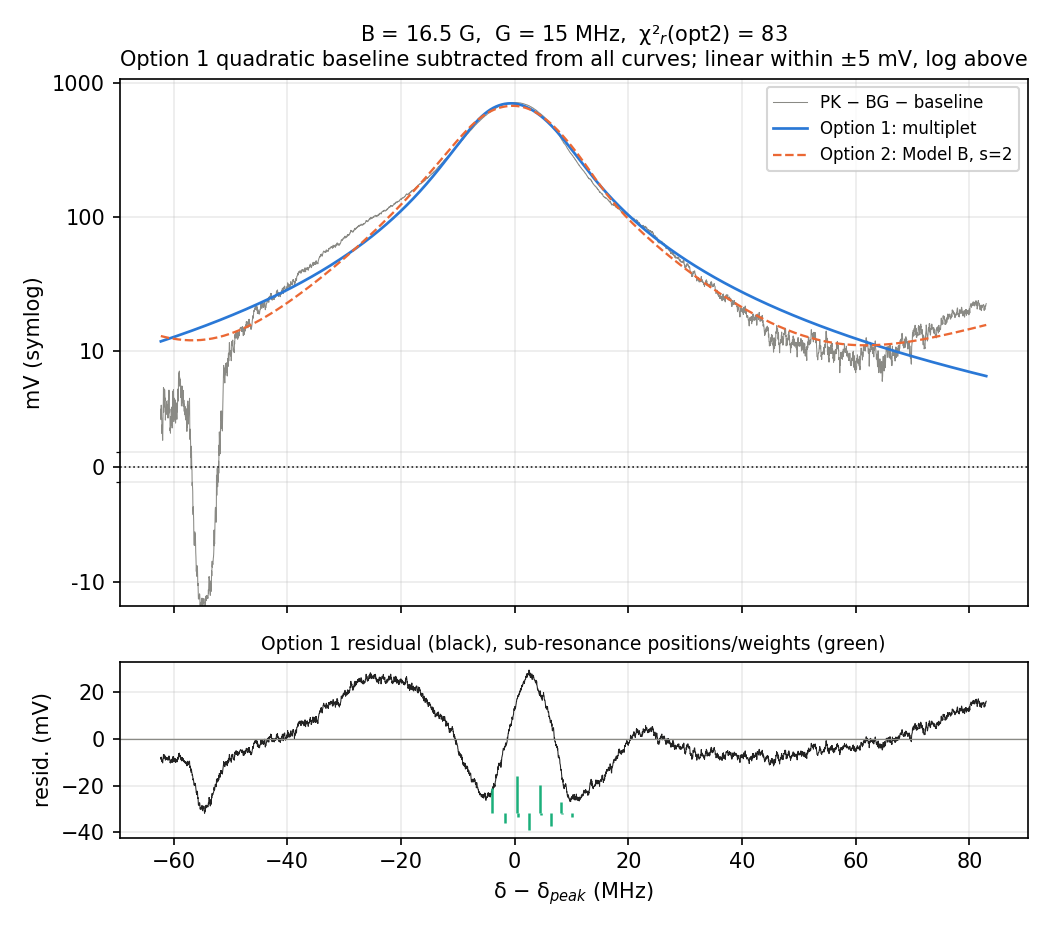 B = 16.5 G,  G = 15 MHz,  χ²ᵣ(opt2) = 83
Option 1 quadratic baseline subtracted from all curves; linear within ±5 mV, log above
PK − BG − baseline
Option 1: multiplet
Option 2: Model B, s=2
mV (symlog)
1000
100
10
0
-10
Option 1 residual (black), sub-resonance positions/weights (green)
resid. (mV)
20
0
−20
−40
−60 −40 −20 0 20 40 60 80
δ − δpeak (MHz)